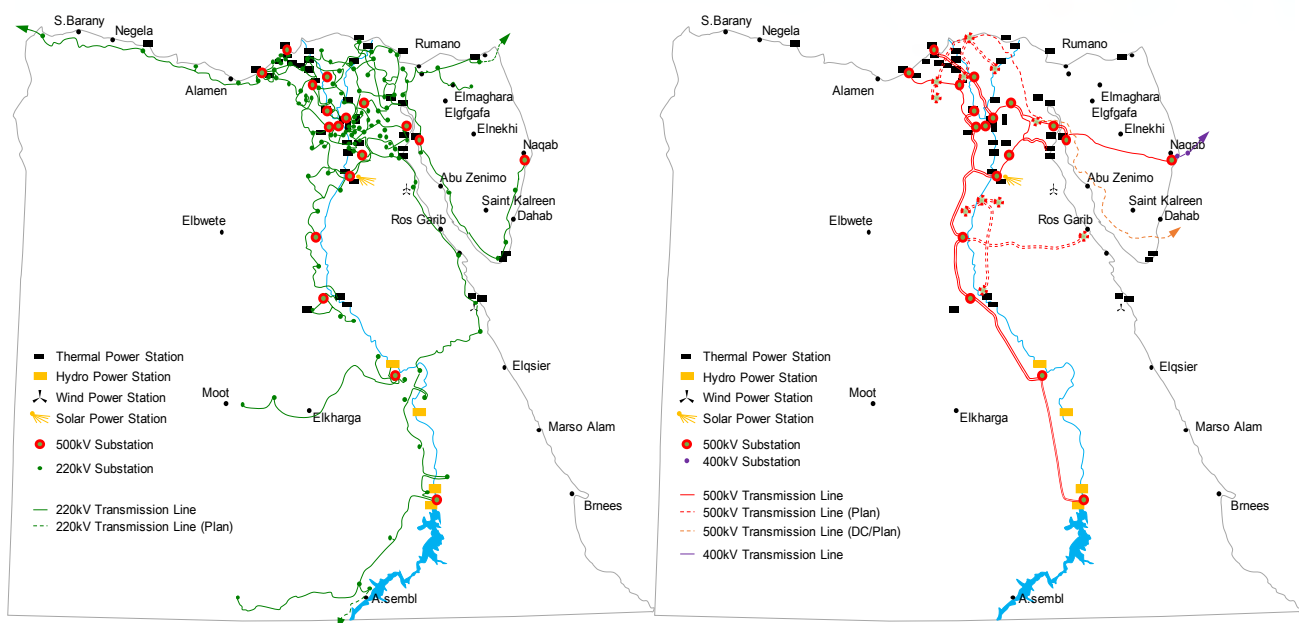 S.Barany
Negela
Rumano
Alamen
Elmaghara
Elgfgafa
Elnekhi
Naqab
Abu Zenimo
Saint Kalreen
Dahab
Elbwete
Ros Garib
Thermal Power Station
Hydro Power Station
Wind Power Station
Solar Power Station
500kV Substation
220kV Substation
220kV Transmission Line
220kV Transmission Line (Plan)
Moot
Elkharga
Elqsier
Marso Alam
Brnees
A.sembl
S.Barany
Negela
Rumano
Alamen
Elmaghara
Elgfgafa
Elnekhi
Naqab
Abu Zenimo
Saint Kalreen
Dahab
Elbwete
Ros Garib
Thermal Power Station
Hydro Power Station
Wind Power Station
Solar Power Station
500kV Substation
400kV Substation
500kV Transmission Line
500kV Transmission Line (Plan)
500kV Transmission Line (DC/Plan)
400kV Transmission Line
Moot
Elkharga
Elqsier
Marso Alam
Brnees
A.sembl